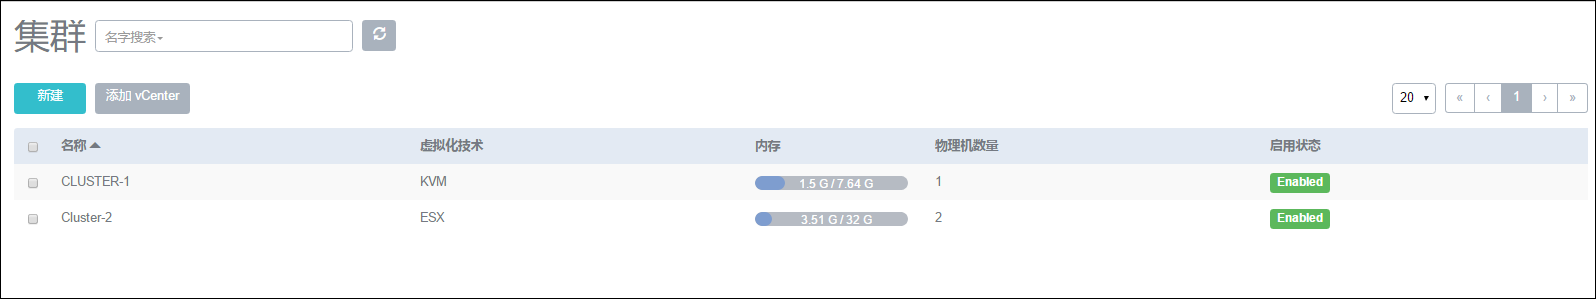 集群 名字搜索
新建 添加 vCenter 20 « ‹ 1 › »
名称 虚拟化技术 内存 物理机数量 启用状态
CLUSTER-1 KVM 1.5 G / 7.64 G 1 Enabled
Cluster-2 ESX 3.51 G / 32 G 2 Enabled